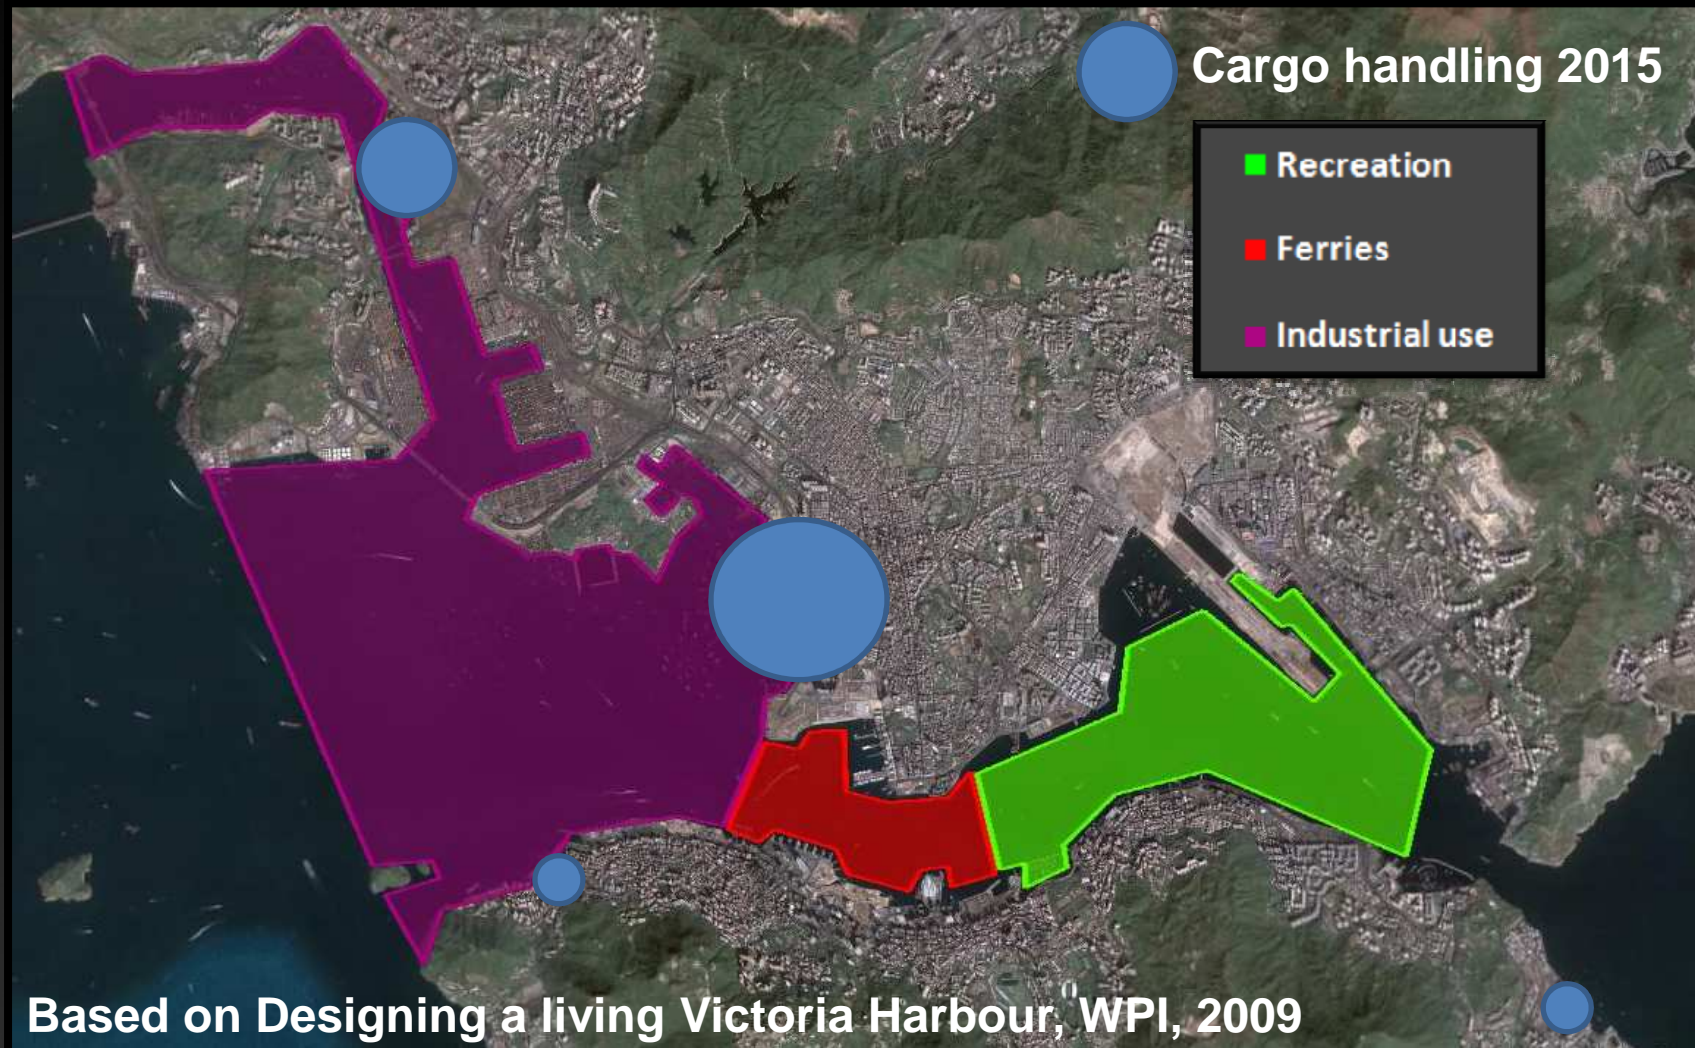 Cargo handling 2015
Recreation
Ferries
Industrial use
Based on Designing a living Victoria Harbour, WPI, 2009